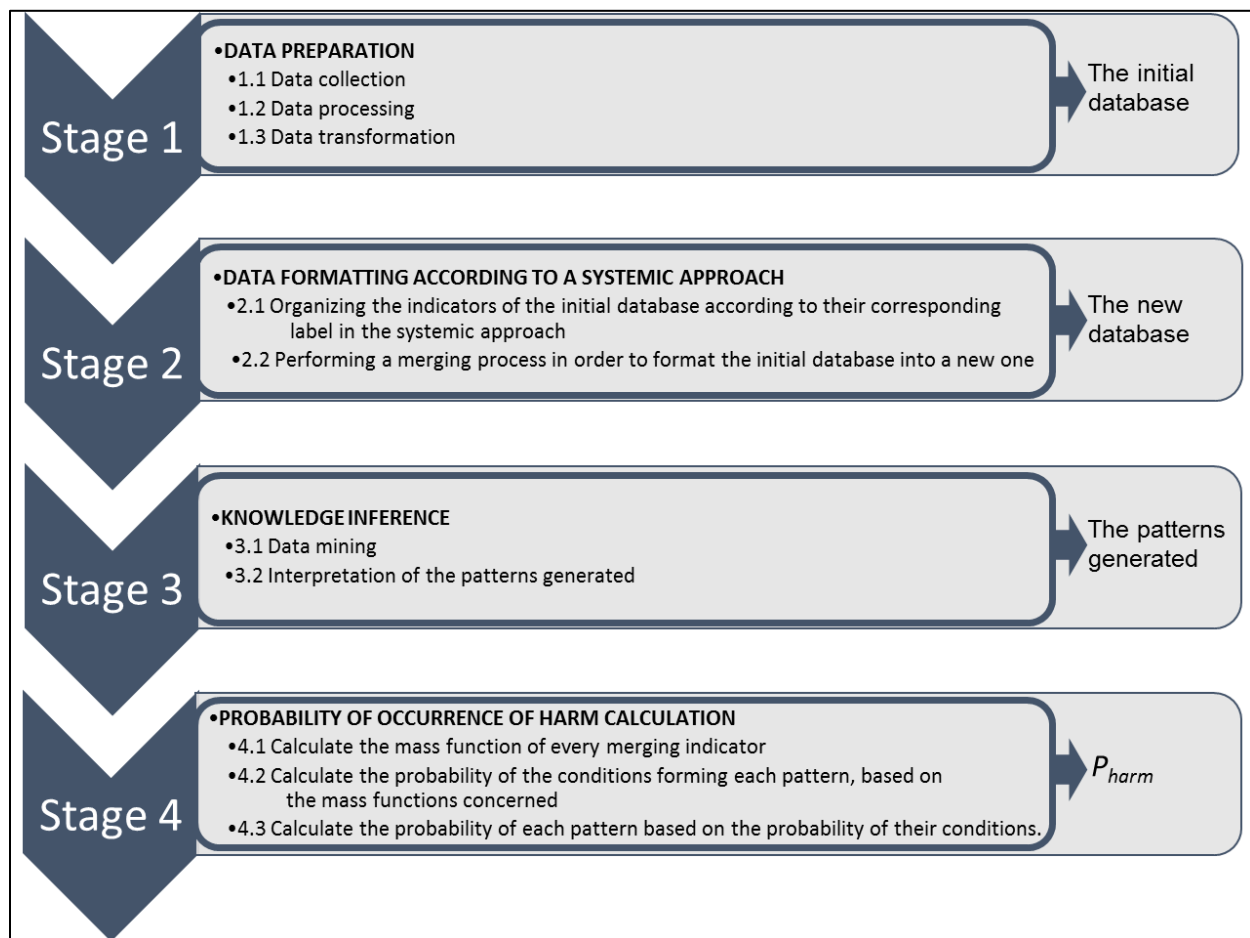 Stage 1
•DATA PREPARATION
•1.1 Data collection
•1.2 Data processing
•1.3 Data transformation
The initial
database
Stage 2
•DATA FORMATTING ACCORDING TO A SYSTEMIC APPROACH
•2.1 Organizing the indicators of the initial database according to their corresponding
label in the systemic approach
•2.2 Performing a merging process in order to format the initial database into a new one
The new
database
Stage 3
•KNOWLEDGE INFERENCE
•3.1 Data mining
•3.2 Interpretation of the patterns generated
The patterns
generated
Stage 4
•PROBABILITY OF OCCURRENCE OF HARM CALCULATION
•4.1 Calculate the mass function of every merging indicator
•4.2 Calculate the probability of the conditions forming each pattern, based on
the mass functions concerned
•4.3 Calculate the probability of each pattern based on the probability of their conditions.
Pharm